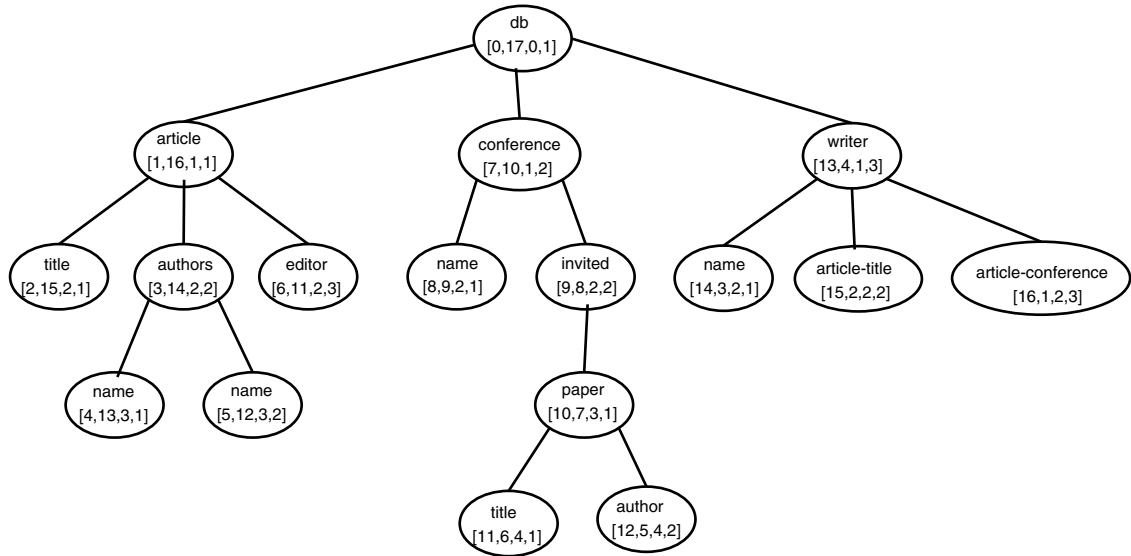 db
[0,17,0,1]
article
[1,16,1,1]
conference
[7,10,1,2]
writer
[13,4,1,3]
title
[2,15,2,1]
authors
[3,14,2,2]
editor
[6,11,2,3]
name
[8,9,2,1]
invited
[9,8,2,2]
name
[14,3,2,1]
article-title
[15,2,2,2]
article-conference
[16,1,2,3]
name
[4,13,3,1]
name
[5,12,3,2]
paper
[10,7,3,1]
title
[11,6,4,1]
author
[12,5,4,2]